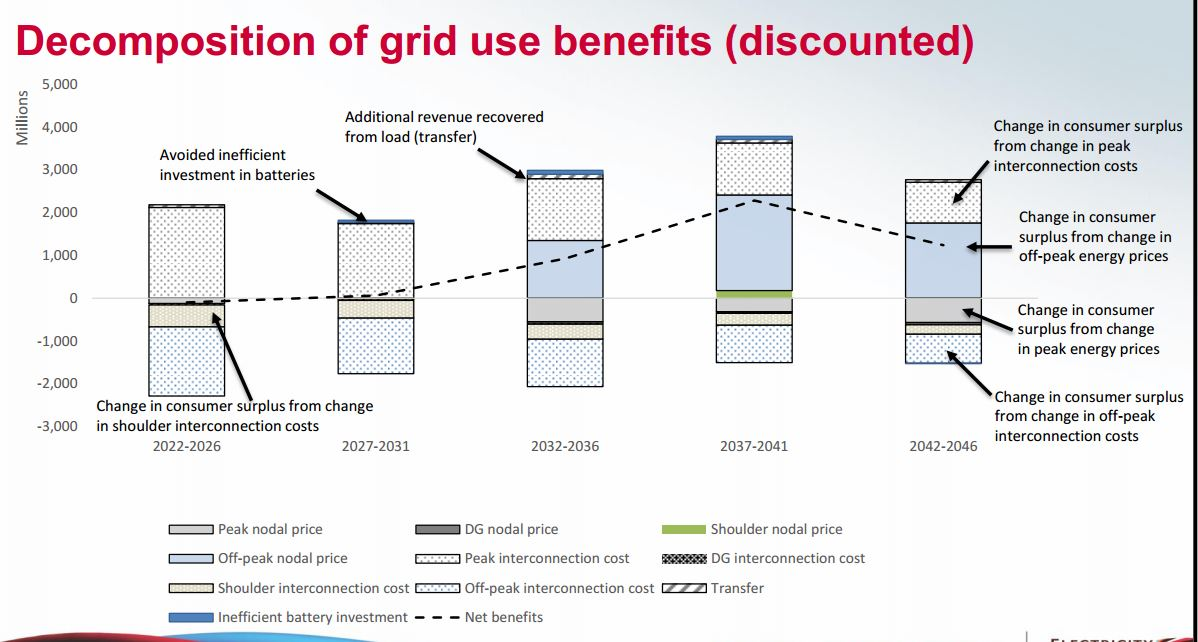 Decomposition of grid use benefits (discounted)
Millions
5,000
4,000
3,000
2,000
1,000
0
-1,000
-2,000
-3,000
Avoided inefficient
investment in batteries
Additional revenue recovered
from load (transfer)
Change in consumer surplus
from change in peak
interconnection costs
Change in consumer
surplus from change in
off-peak energy prices
Change in consumer
surplus from change
in peak energy prices
Change in consumer surplus
from change in off-peak
interconnection costs
Change in consumer surplus from change
in shoulder interconnection costs
2022-2026
2027-2031
2032-2036
2037-2041
2042-2046
Peak nodal price
DG nodal price
Shoulder nodal price
Off-peak nodal price
Peak interconnection cost
DG interconnection cost
Shoulder interconnection cost
Off-peak interconnection cost
Transfer
Inefficient battery investment
Net benefits
ELECTRICITY